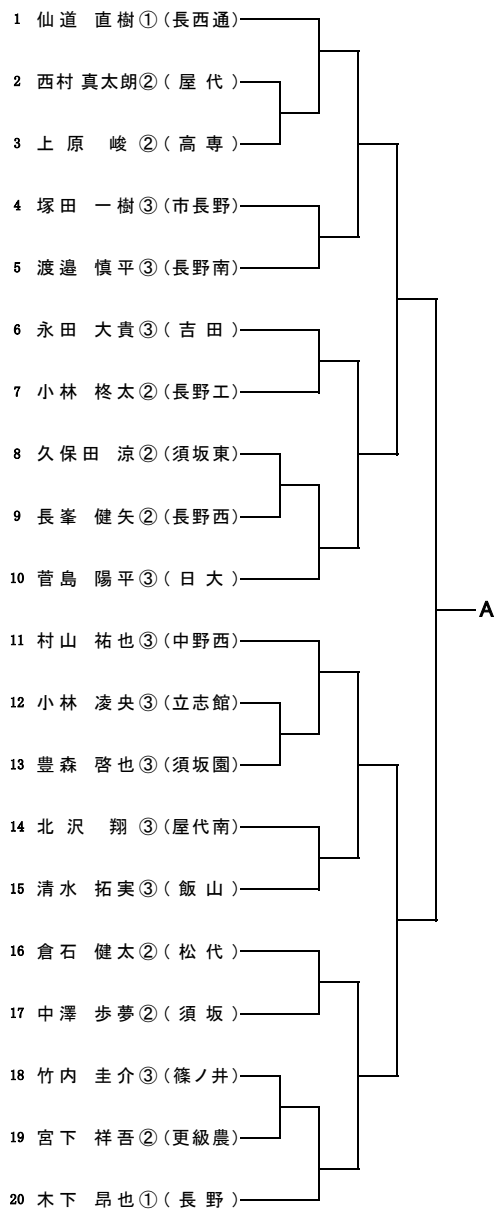 1 仙道 直樹①(長西通)
2 西村 真太朗②(屋代)
3 上原 峻②(高専)
4 塚田 一樹③(市長野)
5 渡邉 慎平③(長野南)
6 永田 大貴③(吉田)
7 小林 柊太②(長野工)
8 久保田 涼②(須坂東)
9 長峯 健矢②(長野西)
10 菅島 陽平③(日大)
A
11 村山 祐也③(中野西)
12 小林 凌央③(立志館)
13 豊森 啓也③(須坂園)
14 北沢 翔③(屋代南)
15 清水 拓実③(飯山)
16 倉石 健太②(松代)
17 中澤 歩夢②(須坂)
18 竹内 圭介③(篠ノ井)
19 宮下 祥吾②(更級農)
20 木下 昂也①(長野)